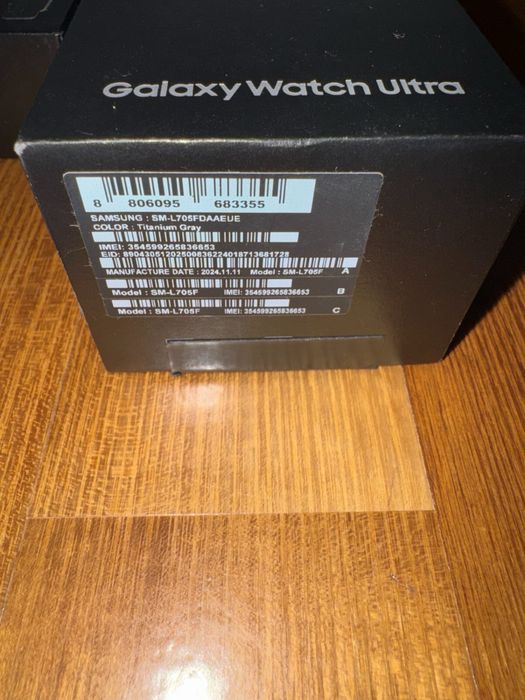 Galaxy Watch Ultra
8 806095 683355
SAMSUNG : SM-L705FDAAEUE
COLOR : Titanium Gray
IMEI: 354599265836653
EID: 89043051202500836224018713681728
MANUFACTURE DATE : 2024.11.11 Model : SM-L705F A
Model : SM-L705F IMEI: 354599265836653 B
Model : SM-L705F IMEI: 354599265836653 C